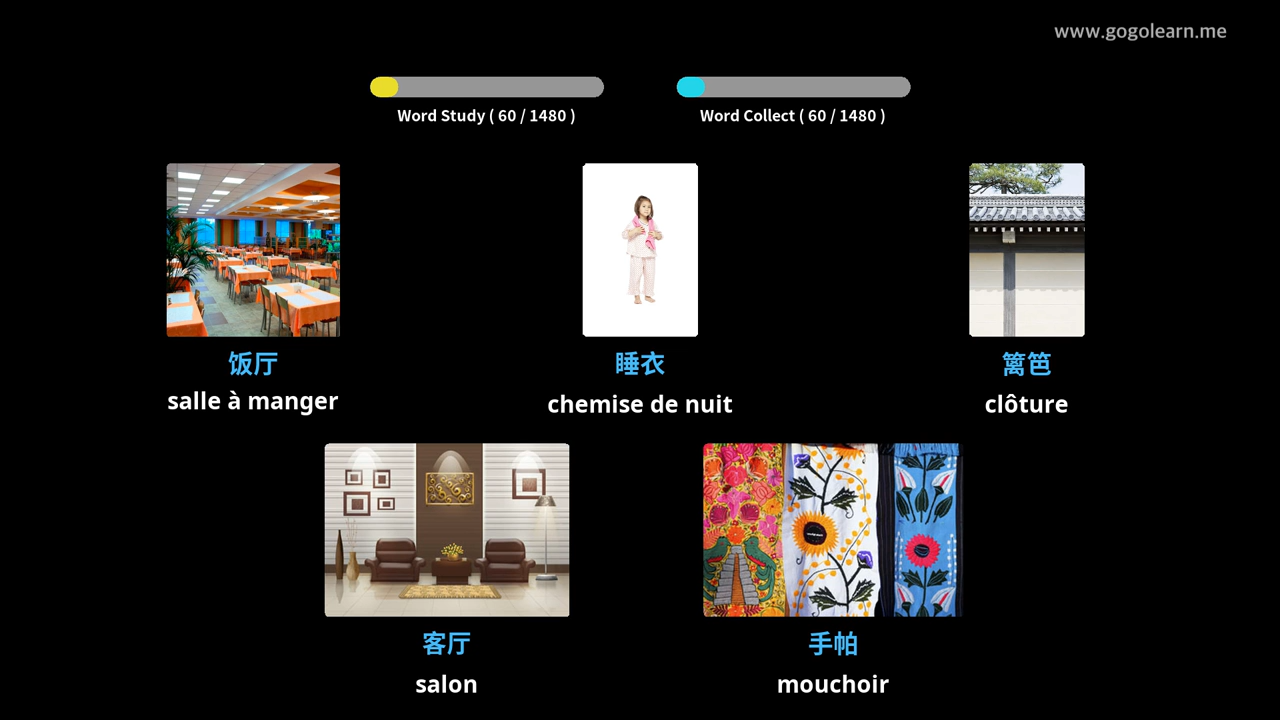 www.gogolearn.me
Word Study ( 60 / 1480 )
Word Collect ( 60 / 1480 )
饭厅
salle à manger
睡衣
chemise de nuit
篱笆
clôture
客厅
salon
手帕
mouchoir